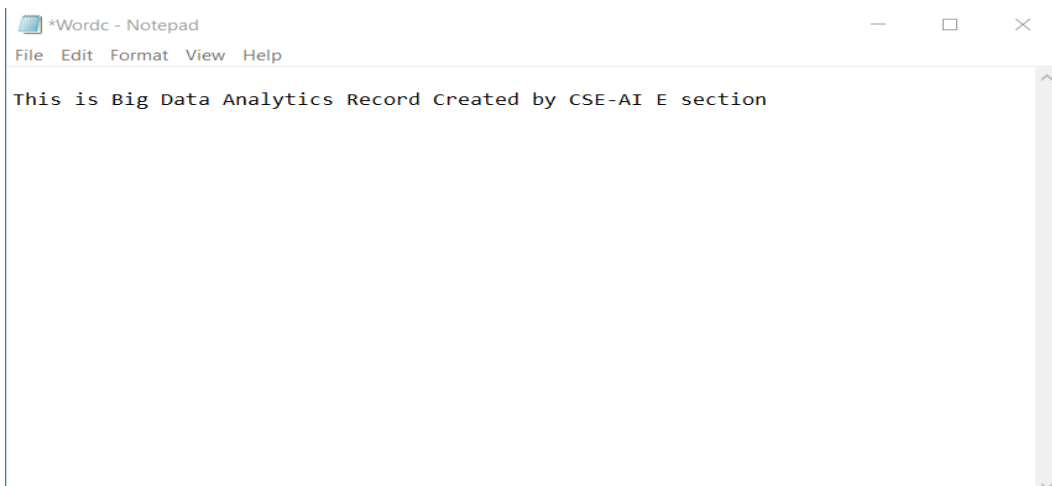 *Wordc - Notepad
File Edit Format View Help
This is Big Data Analytics Record Created by CSE-AI E section